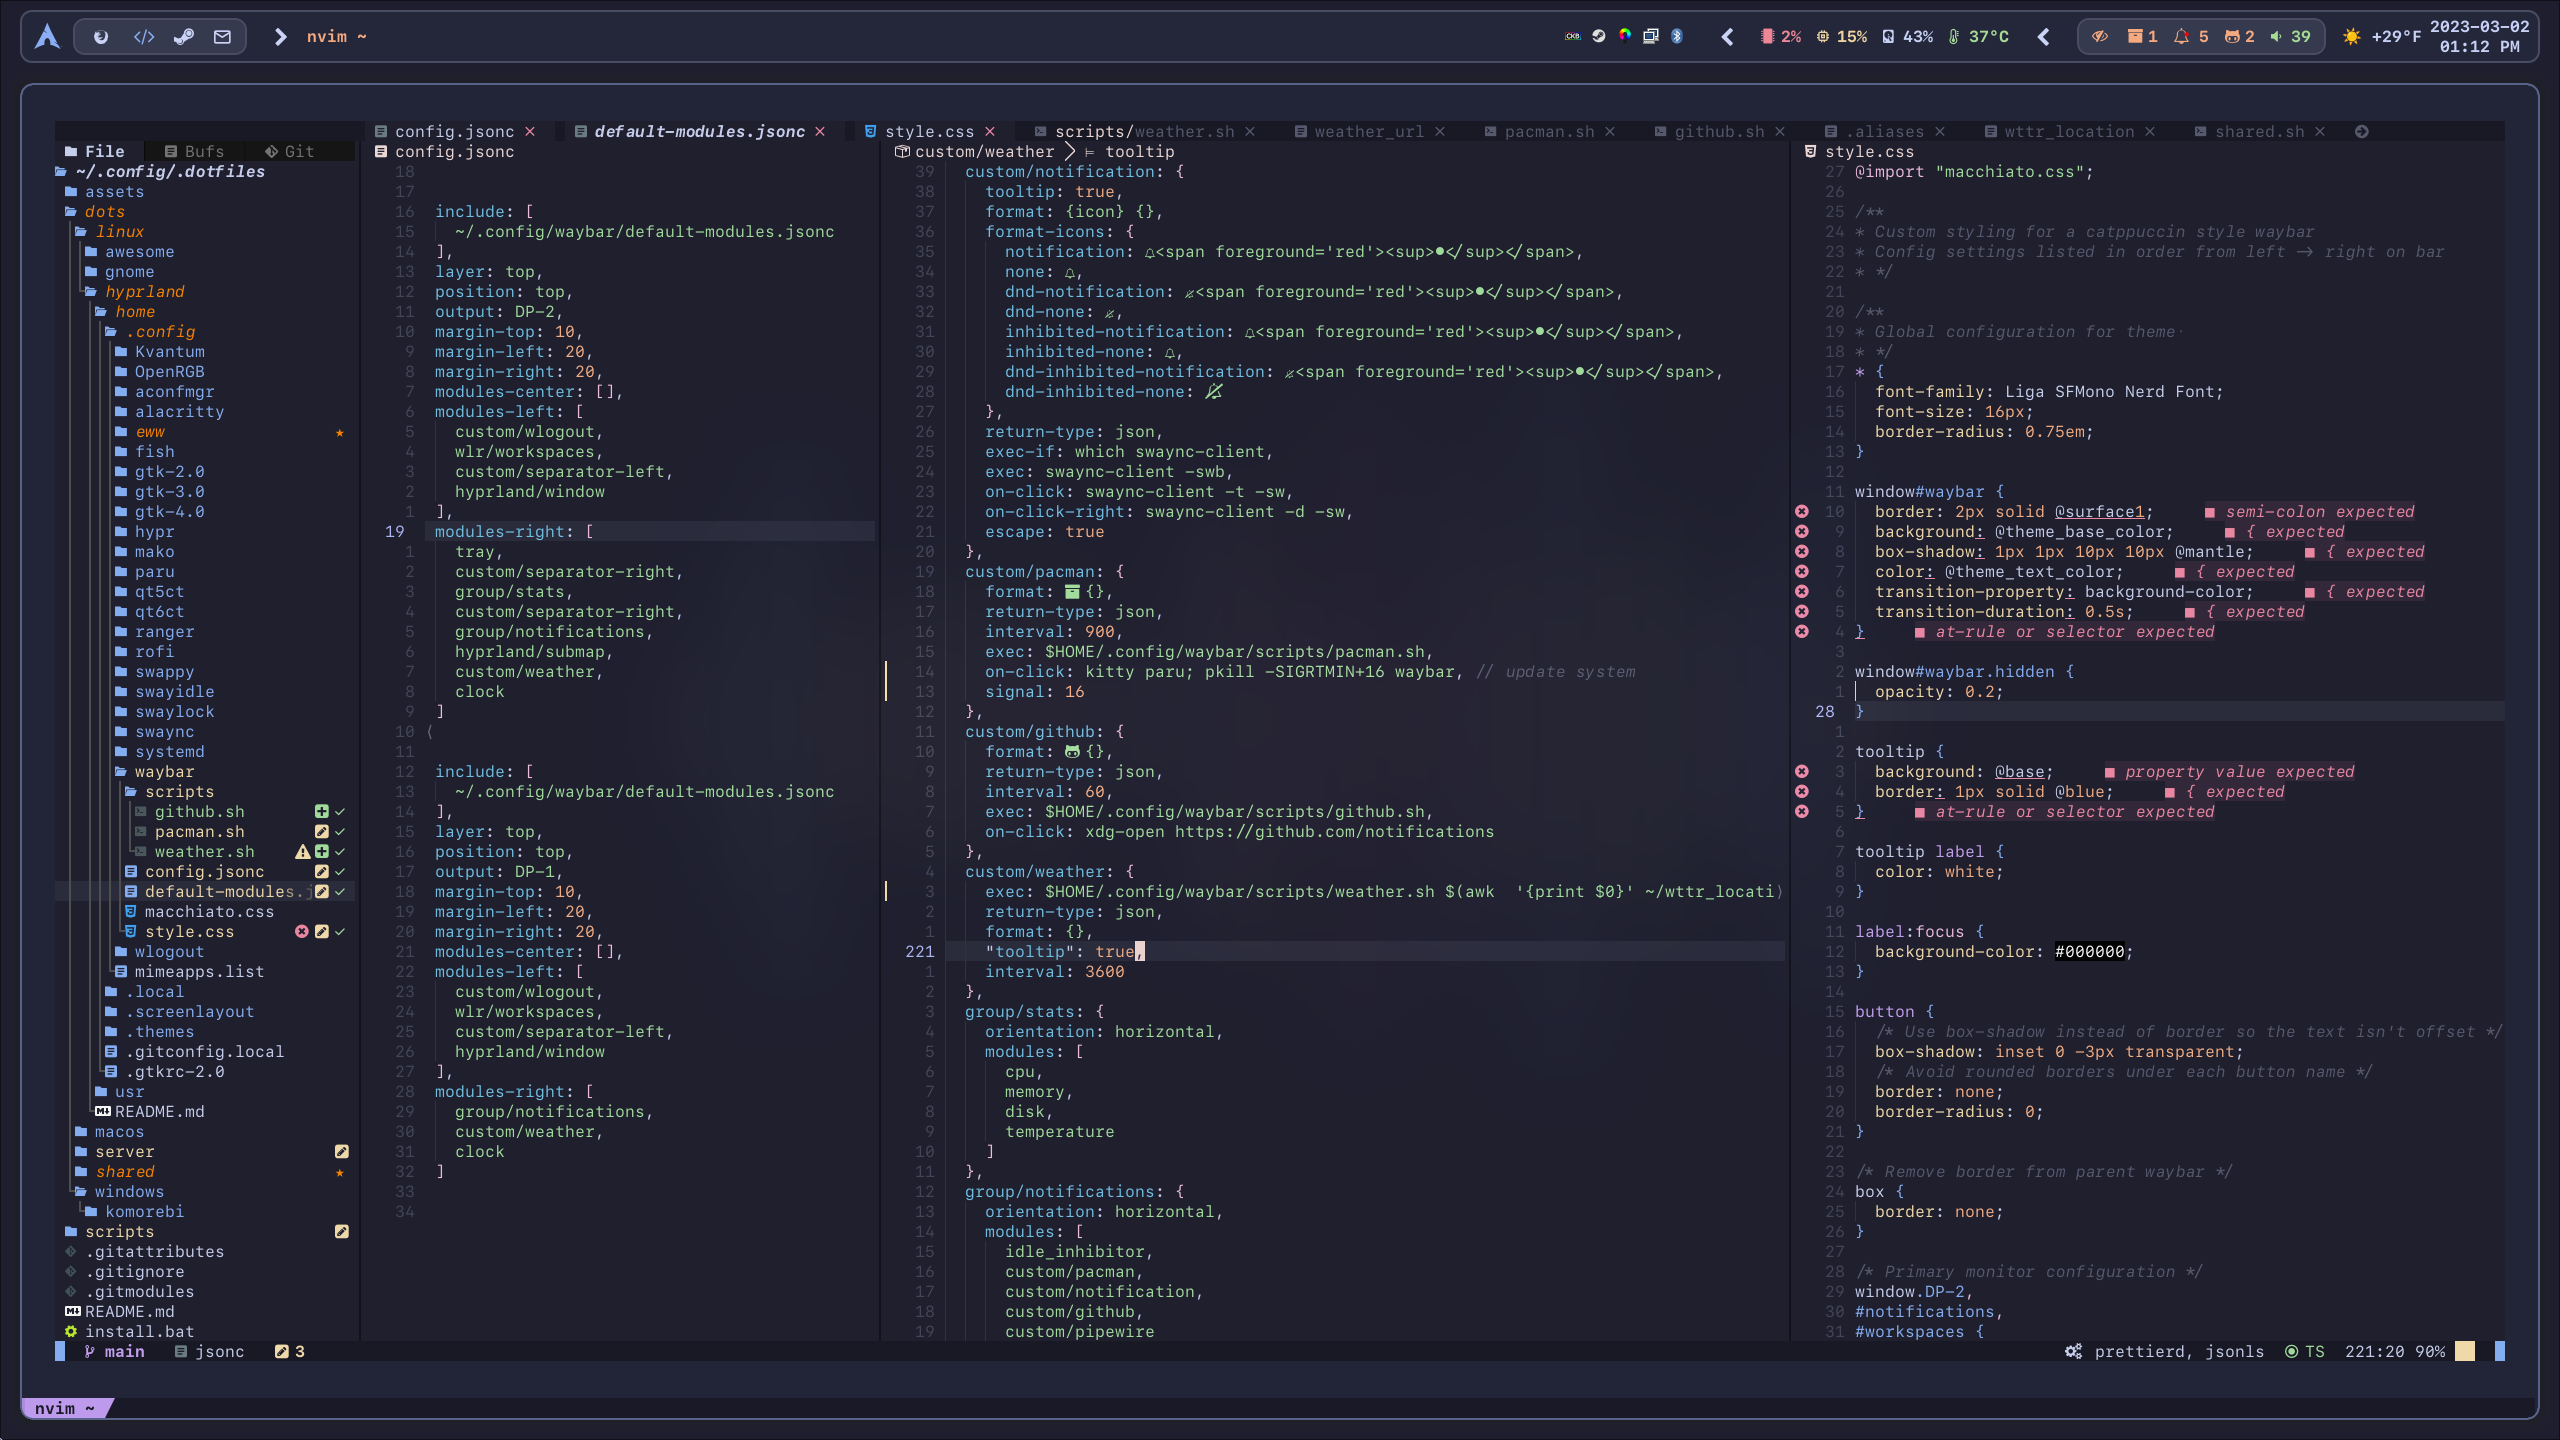 nvim ~
2%
15%
43%
37°C
1
5
2
39
+29°F
2023-03-02
01:12 PM
config.jsonc
default-modules.jsonc
style.css
scripts/weather.sh
weather_url
pacman.sh
github.sh
.aliases
wttr_location
shared.sh
File
Bufs
Git
~/.config/.dotfiles
assets
dots
linux
awesome
gnome
hyprland
home
.config
Kvantum
OpenRGB
aconfmgr
alacritty
eww
fish
gtk-2.0
gtk-3.0
gtk-4.0
hypr
mako
paru
qt5ct
qt6ct
ranger
rofi
swappy
swayidle
swaylock
swaync
systemd
waybar
scripts
github.sh
pacman.sh
weather.sh
config.jsonc
default-modules.j
macchiato.css
style.css
wlogout
mimeapps.list
.local
.screenlayout
.themes
.gitconfig.local
.gtkrc-2.0
usr
README.md
macos
server
shared
windows
komorebi
scripts
.gitattributes
.gitignore
.gitmodules
README.md
install.bat
config.jsonc
18
17
16 include: [
15 ~/.config/waybar/default-modules.jsonc
14 ],
13 layer: top,
12 position: top,
11 output: DP-2,
10 margin-top: 10,
9 margin-left: 20,
8 margin-right: 20,
7 modules-center: [],
6 modules-left: [
5 custom/wlogout,
4 wlr/workspaces,
3 custom/separator-left,
2 hyprland/window
1 ],
19 modules-right: [
1 tray,
2 custom/separator-right,
3 group/stats,
4 custom/separator-right,
5 group/notifications,
6 hyprland/submap,
7 custom/weather,
8 clock
9 ]
10 (
11
12 include: [
13 ~/.config/waybar/default-modules.jsonc
14 ],
15 layer: top,
16 position: top,
17 output: DP-1,
18 margin-top: 10,
19 margin-left: 20,
20 margin-right: 20,
21 modules-center: [],
22 modules-left: [
23 custom/wlogout,
24 wlr/workspaces,
25 custom/separator-left,
26 hyprland/window
27 ],
28 modules-right: [
29 group/notifications,
30 custom/weather,
31 clock
32 ]
33
34
custom/weather > tooltip
39 custom/notification: {
38 tooltip: true,
37 format: {icon} {},
36 format-icons: {
35 notification: <span foreground='red'><sup>●</sup></span>,
34 none: ,
33 dnd-notification: <span foreground='red'><sup>●</sup></span>,
32 dnd-none: ,
31 inhibited-notification: <span foreground='red'><sup>●</sup></span>,
30 inhibited-none: ,
29 dnd-inhibited-notification: <span foreground='red'><sup>●</sup></span>,
28 dnd-inhibited-none:
27 },
26 return-type: json,
25 exec-if: which swaync-client,
24 exec: swaync-client -swb,
23 on-click: swaync-client -t -sw,
22 on-click-right: swaync-client -d -sw,
21 escape: true
20 },
19 custom/pacman: {
18 format: {},
17 return-type: json,
16 interval: 900,
15 exec: $HOME/.config/waybar/scripts/pacman.sh,
14 on-click: kitty paru; pkill -SIGRTMIN+16 waybar, // update system
13 signal: 16
12 },
11 custom/github: {
10 format: {},
9 return-type: json,
8 interval: 60,
7 exec: $HOME/.config/waybar/scripts/github.sh,
6 on-click: xdg-open https://github.com/notifications
5 },
4 custom/weather: {
3 exec: $HOME/.config/waybar/scripts/weather.sh $(awk  '{print $0}' ~/wttr_locati)
2 return-type: json,
1 format: {},
221 "tooltip": true,
1 interval: 3600
2 },
3 group/stats: {
4 orientation: horizontal,
5 modules: [
6 cpu,
7 memory,
8 disk,
9 temperature
10 ]
11 },
12 group/notifications: {
13 orientation: horizontal,
14 modules: [
15 idle_inhibitor,
16 custom/pacman,
17 custom/notification,
18 custom/github,
19 custom/pipewire
style.css
27 @import "macchiato.css";
26
25 /**
24 * Custom styling for a catppuccin style waybar
23 * Config settings listed in order from left -> right on bar
22 * */
21
20 /**
19 * Global configuration for theme
18 * */
17 * {
16 font-family: Liga SFMono Nerd Font;
15 font-size: 16px;
14 border-radius: 0.75em;
13 }
12
11 window#waybar {
10 border: 2px solid @surface1; ■ semi-colon expected
9 background: @theme_base_color; ■ { expected
8 box-shadow: 1px 1px 10px 10px @mantle; ■ { expected
7 color: @theme_text_color; ■ { expected
6 transition-property: background-color; ■ { expected
5 transition-duration: 0.5s; ■ { expected
4 } ■ at-rule or selector expected
3
2 window#waybar.hidden {
1 opacity: 0.2;
28 }
1
2 tooltip {
3 background: @base; ■ property value expected
4 border: 1px solid @blue; ■ { expected
5 } ■ at-rule or selector expected
6
7 tooltip label {
8 color: white;
9 }
10
11 label:focus {
12 background-color: #000000;
13 }
14
15 button {
16 /* Use box-shadow instead of border so the text isn't offset */
17 box-shadow: inset 0 -3px transparent;
18 /* Avoid rounded borders under each button name */
19 border: none;
20 border-radius: 0;
21 }
22
23 /* Remove border from parent waybar */
24 box {
25 border: none;
26 }
27
28 /* Primary monitor configuration */
29 window.DP-2,
30 #notifications,
31 #workspaces {
main
jsonc
3
prettierd, jsonls
TS
221:20 90%
nvim ~